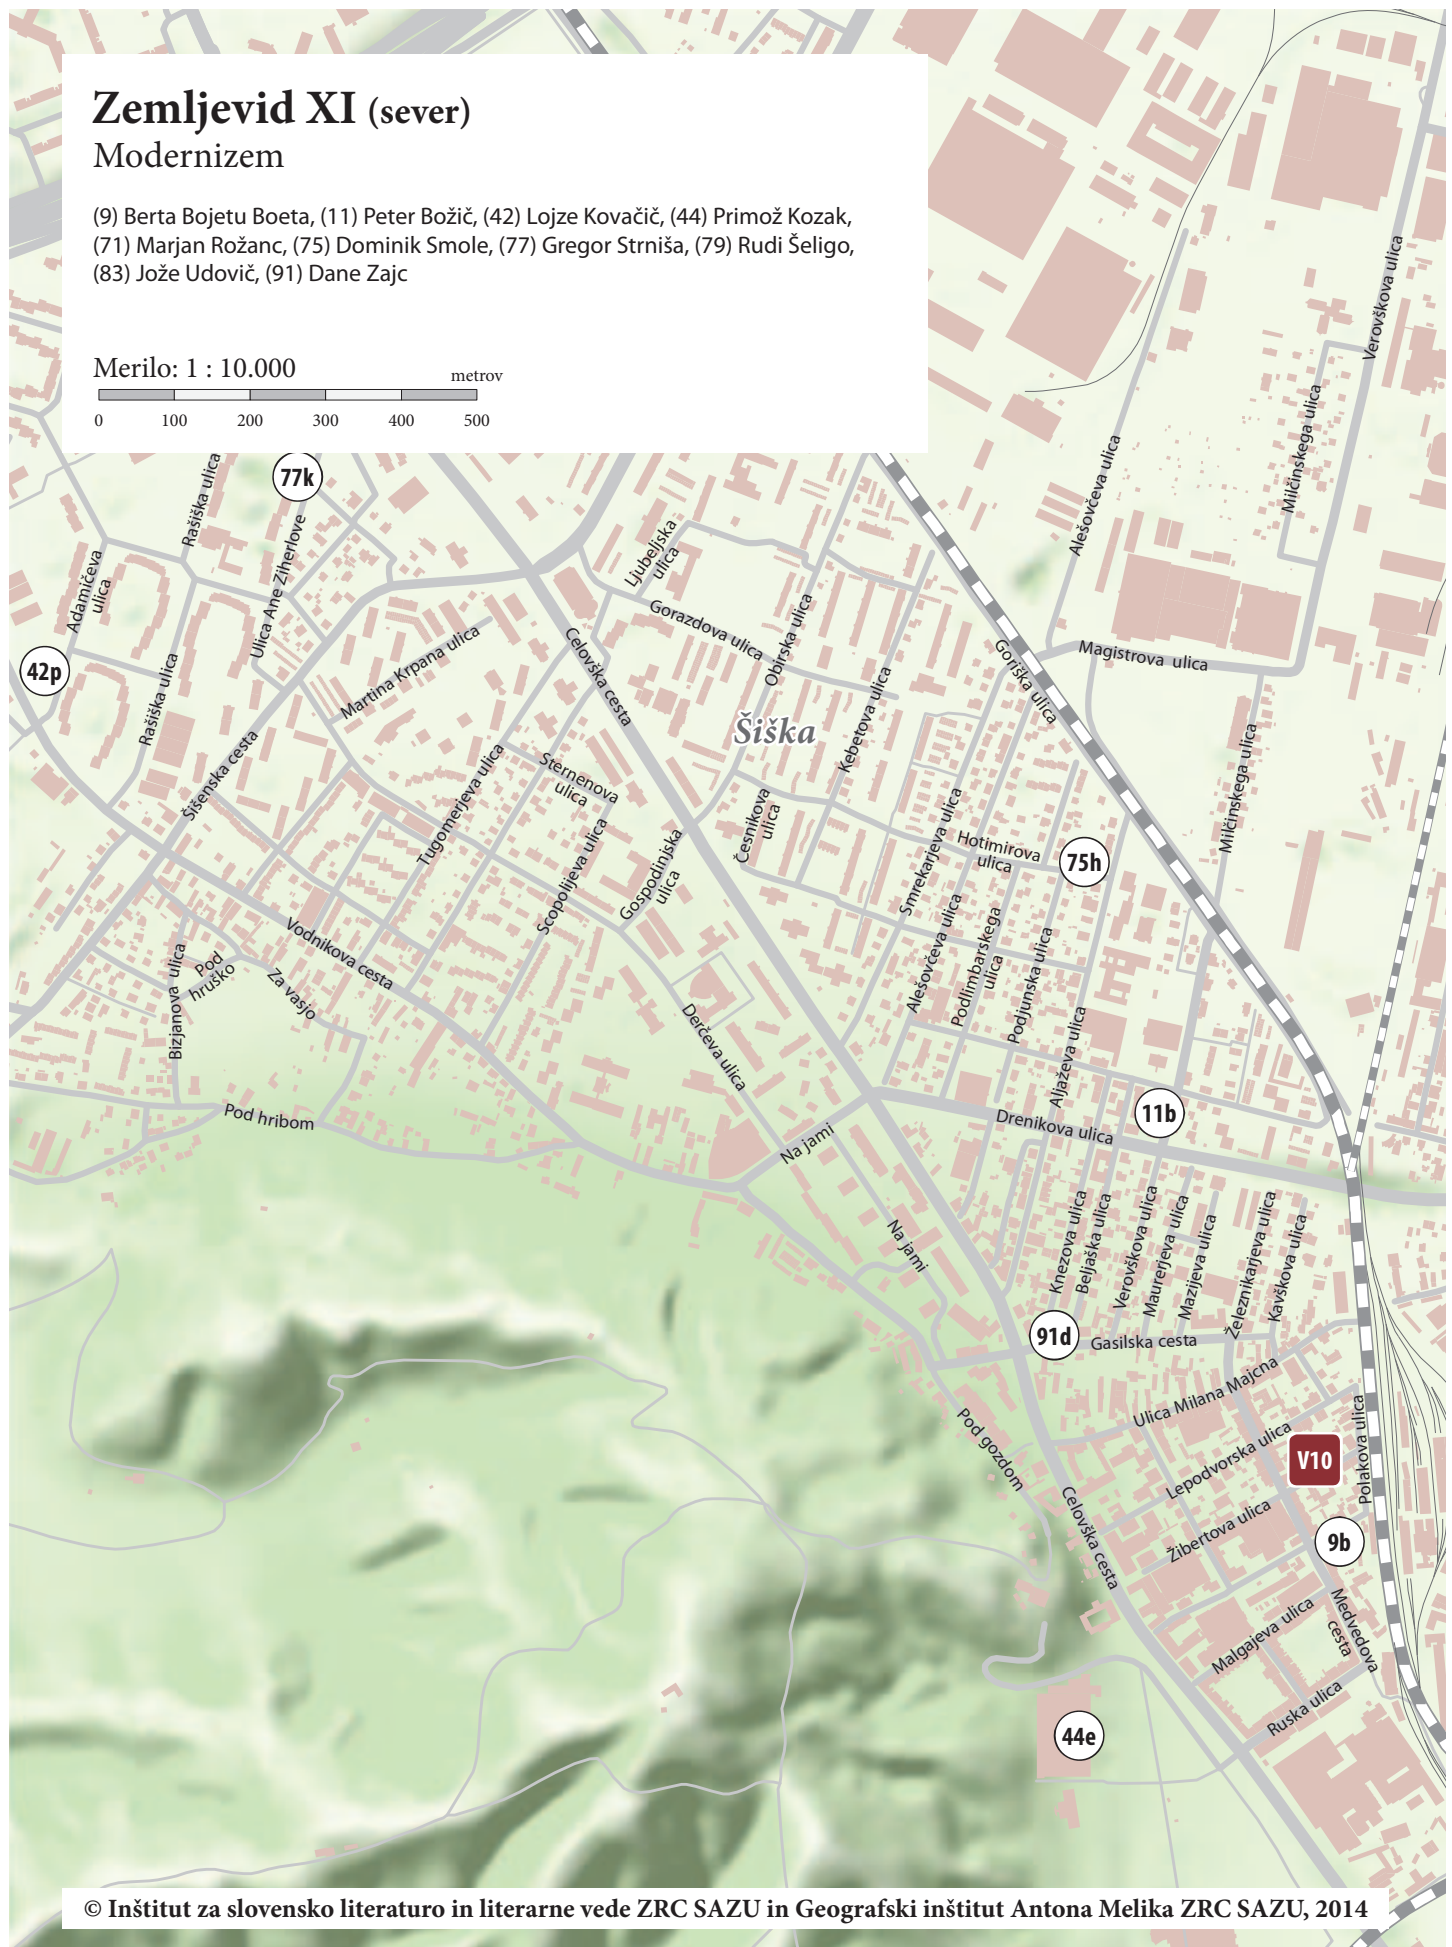 Zemljevid XI (sever)
Modernizem
(9) Berta Bojetu Boeta, (11) Peter Božič, (42) Lojze Kovačič, (44) Primož Kozak,
(71) Marjan Rožanc, (75) Dominik Smole, (77) Gregor Strniša, (79) Rudi Šeligo,
(83) Jože Udovič, (91) Dane Zajc
Merilo: 1 : 10.000
metrov
0 100 200 300 400 500
Verovškova ulica
Milčinskega ulica
Alešovčeva ulica
Rašiška ulica
77k
Ulica Ane Ziherlove
Adamičeva
ulica
42p
Rašiška ulica
Martina Krpana ulica
Šišenska cesta
Ljubeljska
ulica
Gorazdova ulica
Obirska ulica
Celovška cesta
Kebetova ulica
Goriška ulica
Magistrova ulica
Šiška
Milčinskega ulica
Tugomerjeva ulica
Sternenova
ulica
Scopolijeva ulica
Gospodinjska
ulica
Česnikova
ulica
Smrekarjeva ulica
Hotimirova
ulica
75h
Alešovčeva ulica
Podlimbarskega
ulica
Podjunska ulica
Aljaževa ulica
Vodnikova cesta
Bizjanova ulica
Pod
hruško
Za vasjo
Derčeva ulica
Pod hribom
Na jami
Drenikova ulica
11b
Na jami
Knezova ulica
Beljaška ulica
Verovškova ulica
Maurerjeva ulica
Mazijeva ulica
Železnikarjeva ulica
Kavškova ulica
91d
Gasilska cesta
Ulica Milana Majcna
Pod gozdom
Lepodvorska ulica
V10
Polakova ulica
Celovška cesta
Žibertova ulica
9b
Medvedova
cesta
Malgajeva ulica
Ruska ulica
44e
© Inštitut za slovensko literaturo in literarne vede ZRC SAZU in Geografski inštitut Antona Melika ZRC SAZU, 2014